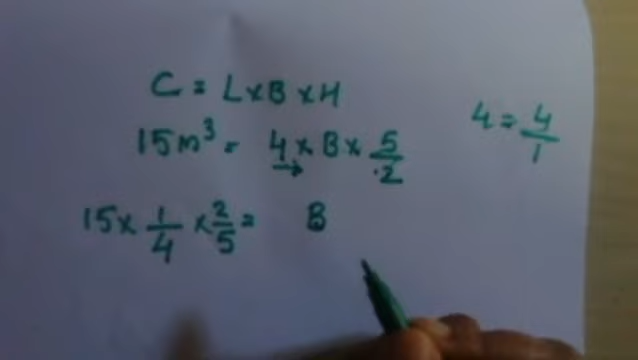 C = L×B×H
15m³ = 4×B×5/2
4 = 4/1
15×1/4×2/5 = B